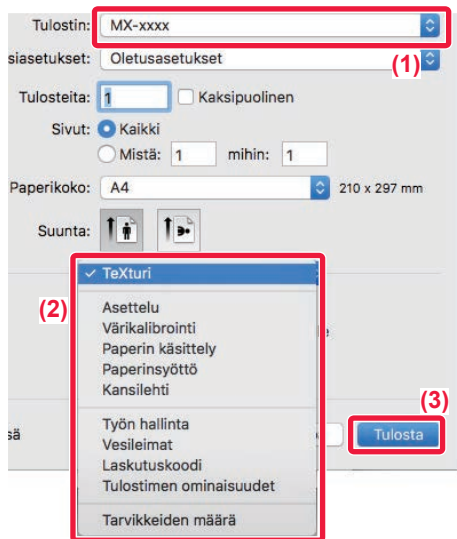 Tulostin: MX-xxxx
siasetukset: Oletusasetukset
(1)
Tulosteita: 1 Kaksipuolinen
Sivut: Kaikki
Mistä: 1 mihin: 1
Paperikoko: A4 210 x 297 mm
Suunta:
✓ TeXturi
(2)
Asettelu
Värikalibrointi
Paperin käsittely
Paperinsyöttö
Kansilehti
(3)
Työn hallinta
sä Tulosta
Vesileimat
Laskutuskoodi
Tulostimen ominaisuudet
Tarvikkeiden määrä